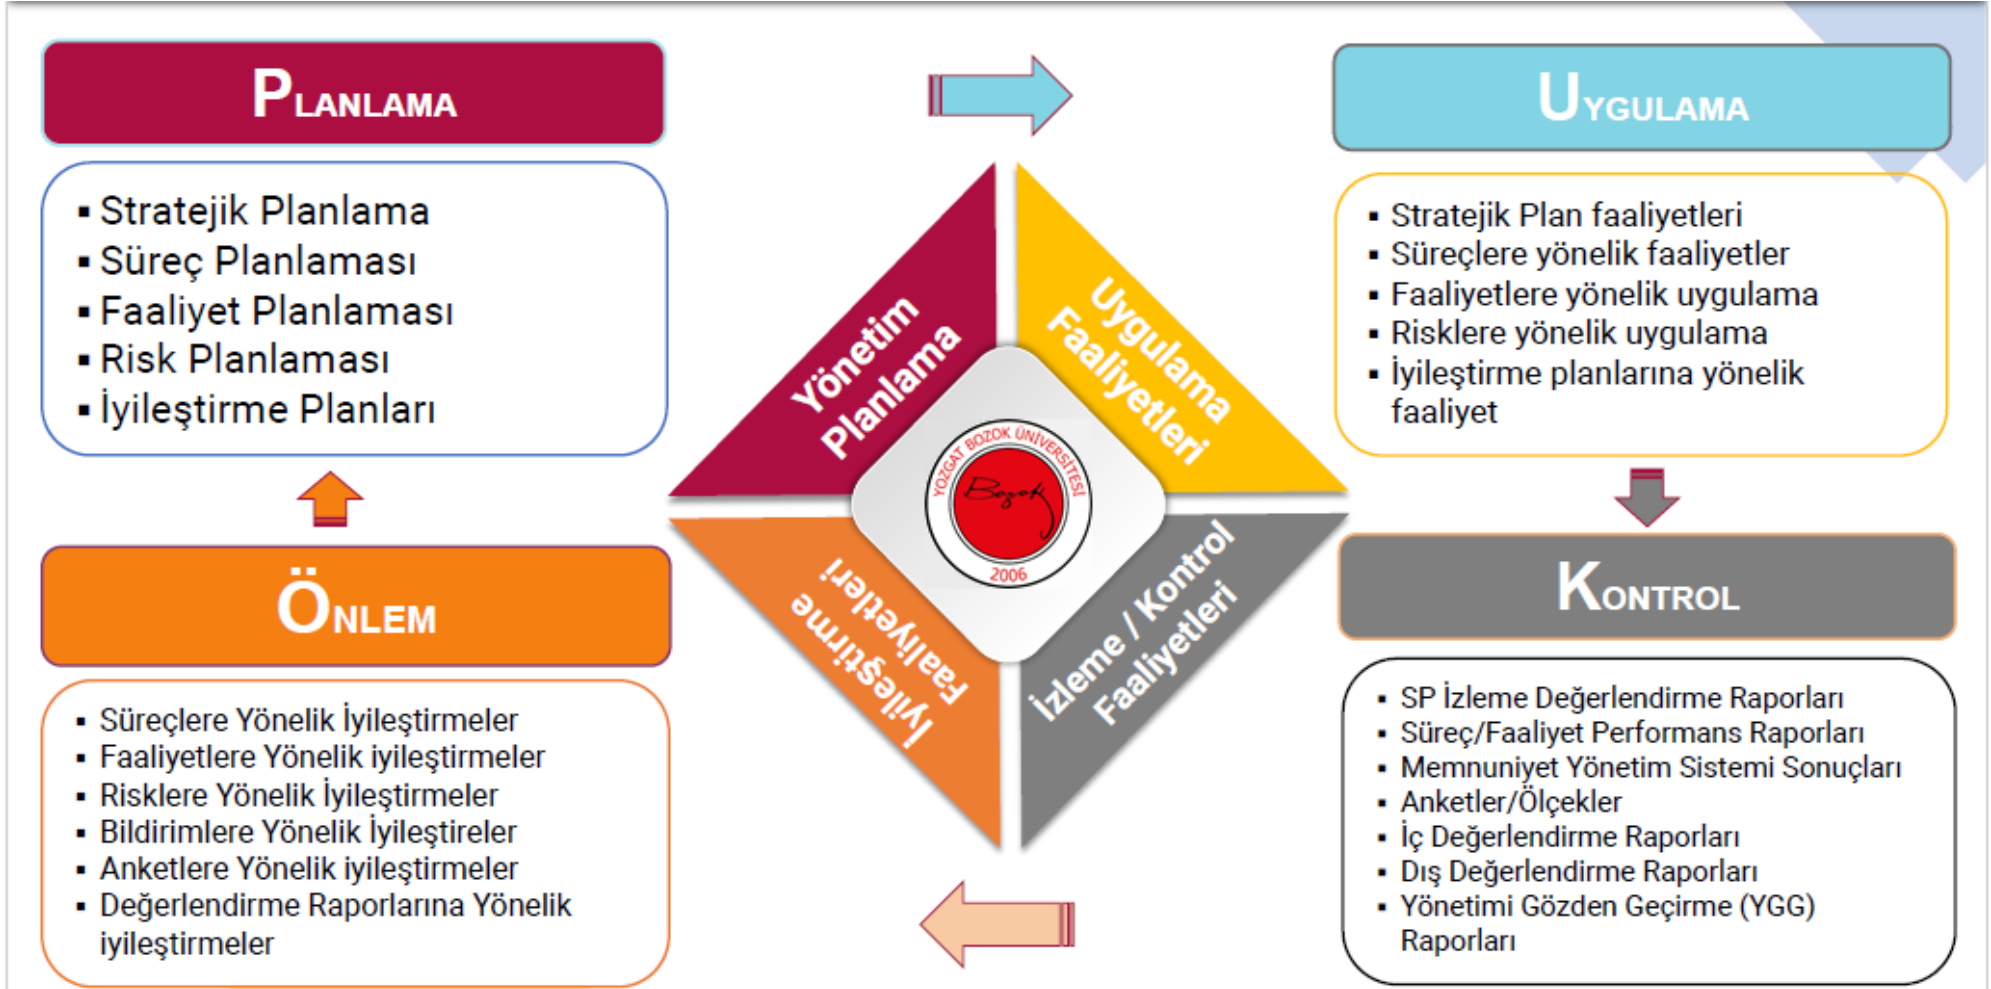 PLANLAMA
▪ Stratejik Planlama
▪ Süreç Planlaması
▪ Faaliyet Planlaması
▪ Risk Planlaması
▪ İyileştirme Planları
UYGULAMA
▪ Stratejik Plan faaliyetleri
▪ Süreçlere yönelik faaliyetler
▪ Faaliyetlere yönelik uygulama
▪ Risklere yönelik uygulama
▪ İyileştirme planlarına yönelik
faaliyet
Yönetim
Planlama
Uygulama
Faaliyetleri
YOZGAT BOZOK ÜNİVERSİTESİ
Bozok
2006
İyileştirme
Faaliyetleri
İzleme / Kontrol
Faaliyetleri
ÖNLEM
▪ Süreçlere Yönelik İyileştirmeler
▪ Faaliyetlere Yönelik iyileştirmeler
▪ Risklere Yönelik İyileştirmeler
▪ Bildirimlere Yönelik İyileştireler
▪ Anketlere Yönelik iyileştirmeler
▪ Değerlendirme Raporlarına Yönelik
iyileştirmeler
KONTROL
▪ SP İzleme Değerlendirme Raporları
▪ Süreç/Faaliyet Performans Raporları
▪ Memnuniyet Yönetim Sistemi Sonuçları
▪ Anketler/Ölçekler
▪ İç Değerlendirme Raporları
▪ Dış Değerlendirme Raporları
▪ Yönetimi Gözden Geçirme (YGG)
Raporları